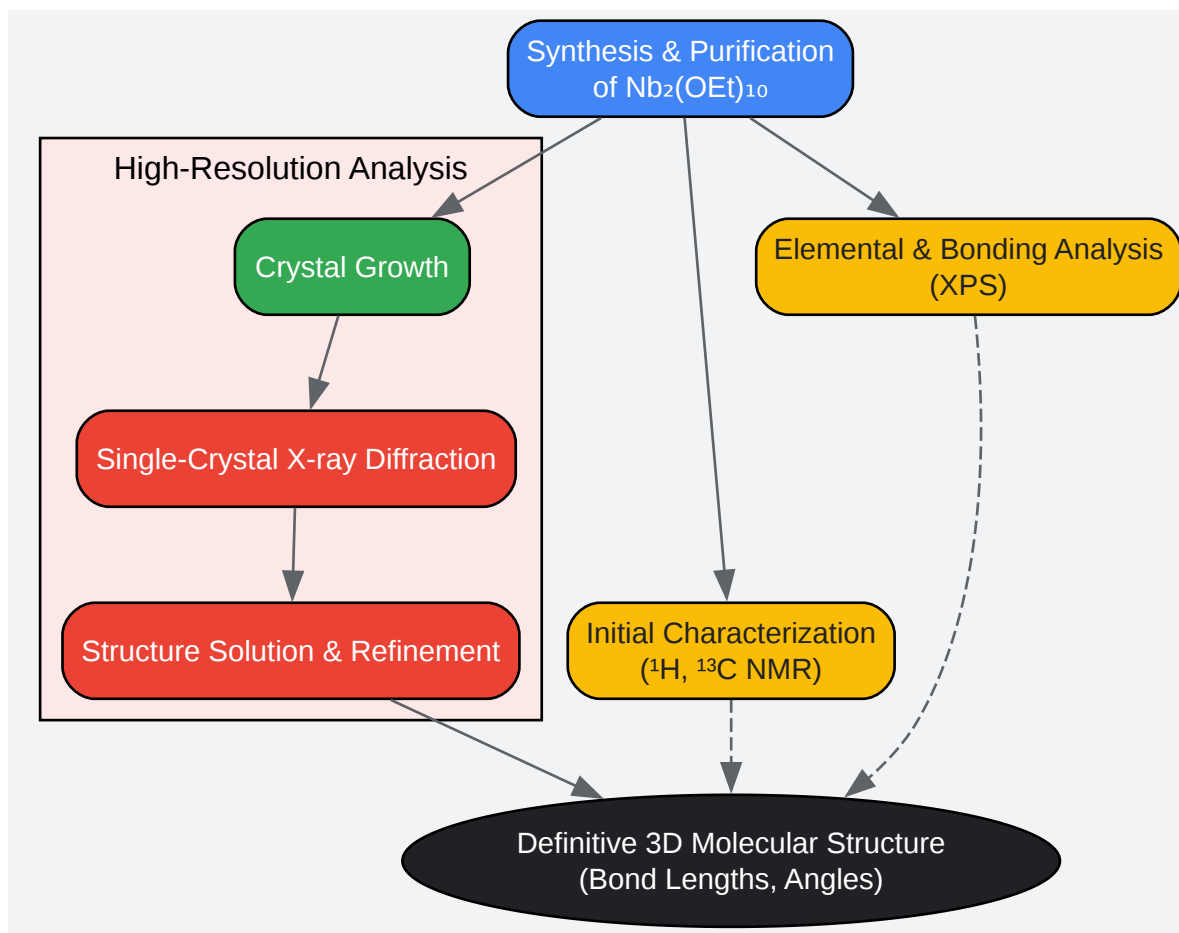 Synthesis & Purification
of Nb₂(OEt)₁₀
High-Resolution Analysis
Crystal Growth
Elemental & Bonding Analysis
(XPS)
Single-Crystal X-ray Diffraction
Structure Solution & Refinement
Initial Characterization
(¹H, ¹³C NMR)
Definitive 3D Molecular Structure
(Bond Lengths, Angles)